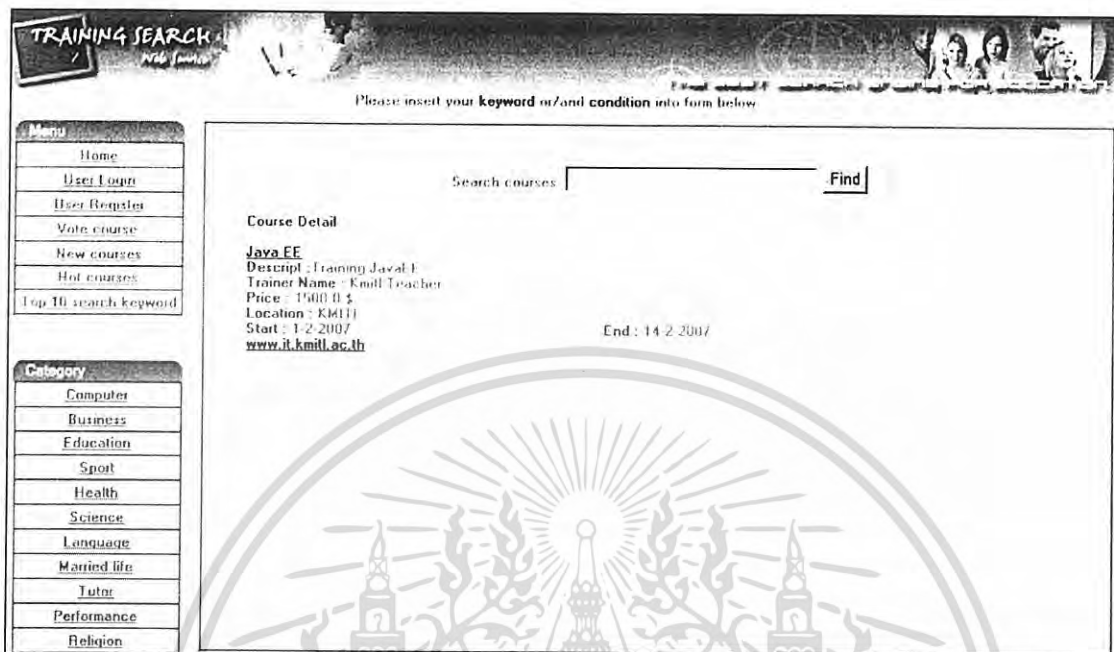 TRAINING SEARCH
Web Service
Please insert your keyword or/and condition into form below
Menu
Home
User Login
User Register
Vote course
New courses
Hot courses
Top 10 search keyword
Category
Computer
Business
Education
Sport
Health
Science
Language
Married life
Tutor
Performance
Religion
Search courses
Find
Course Detail
Java EE
Descript : Training JavaEE
Trainer Name : Kmitl Teacher
Price : 1500.0 $
Location : KMITL
Start : 1-2-2007 End : 14-2-2007
www.it.kmitl.ac.th